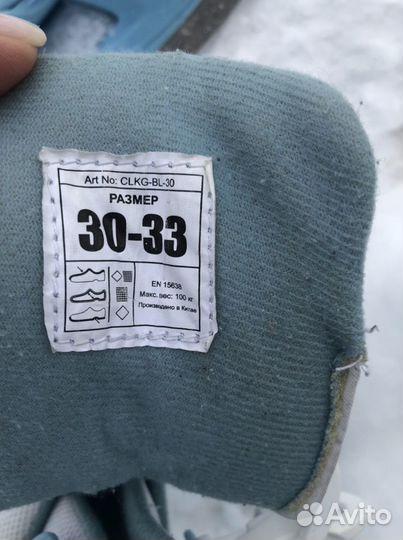 Art No: CLKG-BL-30
РАЗМЕР
30-33
EN 15638
Макс. вес: 100 кг
Произведено в Китае
Avito